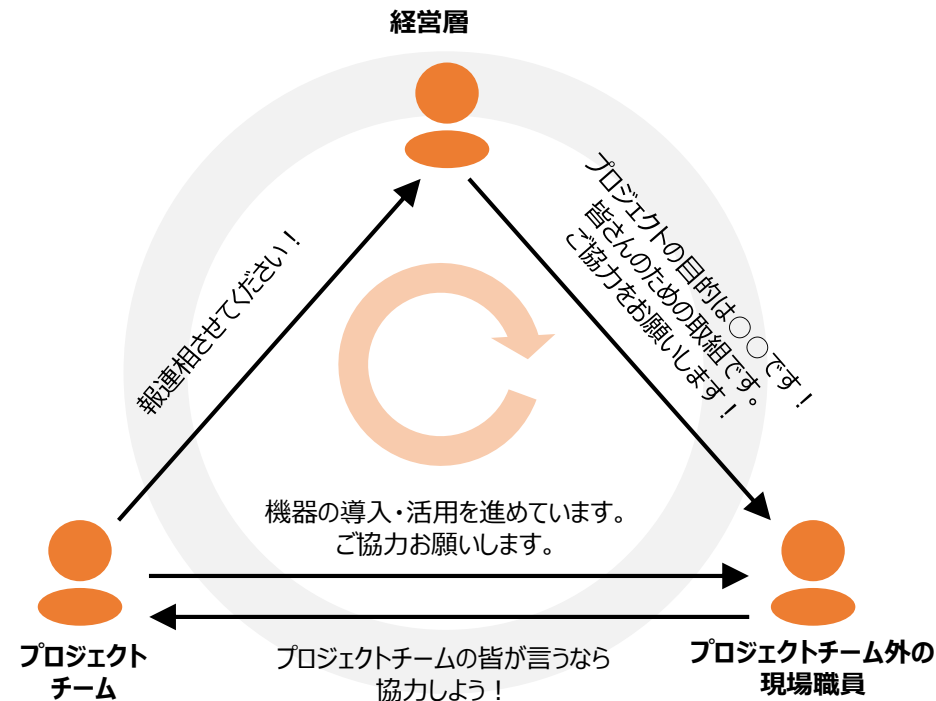 経営層
報連相させてください！
プロジェクトの目的は○○です！
皆さんのための取組です。
ご協力をお願いします！
機器の導入・活用を進めています。
ご協力お願いします。
プロジェクト
チーム
プロジェクトチームの皆が言うなら
協力しよう！
プロジェクトチーム外の
現場職員